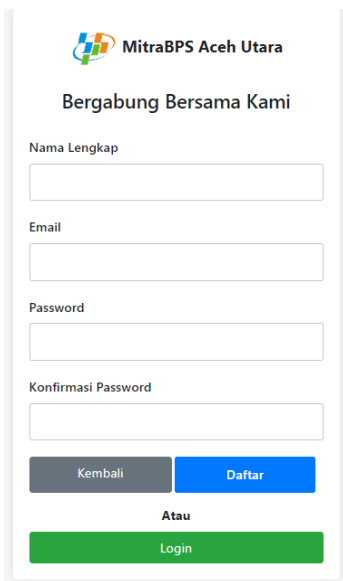 MitraBPS Aceh Utara
Bergabung Bersama Kami
Nama Lengkap
Email
Password
Konfirmasi Password
Kembali Daftar
Atau
Login